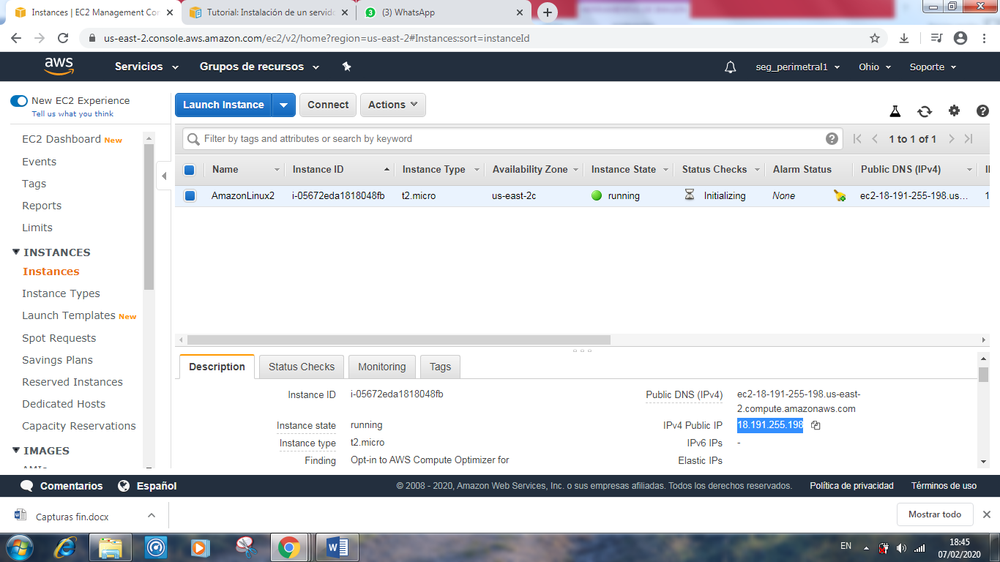 Instances | EC2 Management Con
Tutorial: Instalación de un servido
(3) WhatsApp
us-east-2.console.aws.amazon.com/ec2/v2/home?region=us-east-2#Instances:sort=instanceId
aws
Servicios
Grupos de recursos
seg_perimetral1
Ohio
Soporte
New EC2 Experience
Tell us what you think
EC2 Dashboard New
Events
Tags
Reports
Limits
INSTANCES
Instances
Instance Types
Launch Templates New
Spot Requests
Savings Plans
Reserved Instances
Dedicated Hosts
Capacity Reservations
IMAGES
AMIs
Launch Instance
Connect
Actions
Filter by tags and attributes or search by keyword
1 to 1 of 1
Name Instance ID Instance Type Availability Zone Instance State Status Checks Alarm Status Public DNS (IPv4)
AmazonLinux2 i-05672eda1818048fb t2.micro us-east-2c running Initializing None ec2-18-191-255-198.us... 1
Description Status Checks Monitoring Tags
Instance ID i-05672eda1818048fb
Instance state running
Instance type t2.micro
Finding Opt-in to AWS Compute Optimizer for
Public DNS (IPv4) ec2-18-191-255-198.us-east-
2.compute.amazonaws.com
IPv4 Public IP 18.191.255.198
IPv6 IPs -
Elastic IPs
Comentarios
Español
© 2008 - 2020, Amazon Web Services, Inc. o sus empresas afiliadas. Todos los derechos reservados.
Política de privacidad
Términos de uso
Capturas fin.docx
Mostrar todo
EN
18:45
07/02/2020